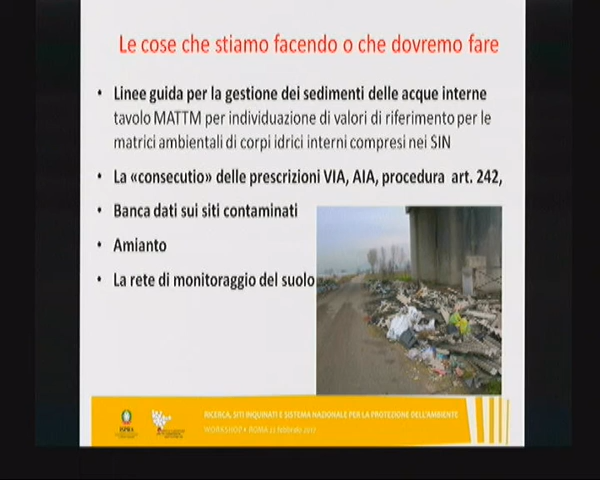 Le cose che stiamo facendo o che dovremo fare
• Linee guida per la gestione dei sedimenti delle acque interne
tavolo MATTM per individuazione di valori di riferimento per le
matrici ambientali di corpi idrici interni compresi nei SIN
• La «consecutio» delle prescrizioni VIA, AIA, procedura art. 242,
• Banca dati sui siti contaminati
• Amianto
• La rete di monitoraggio del suolo
RICERCA, SITI INQUINATI E SISTEMA NAZIONALE PER LA PROTEZIONE DELL'AMBIENTE
ISPRA
WORKSHOP • ROMA 21 febbraio 2017